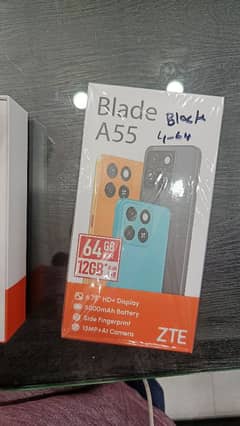 Blade
A55
Black
4-64
64GB
12GB
6.75" HD+ Display
5000mAh Battery
Side Fingerprint
13MP+AI Camera
ZTE